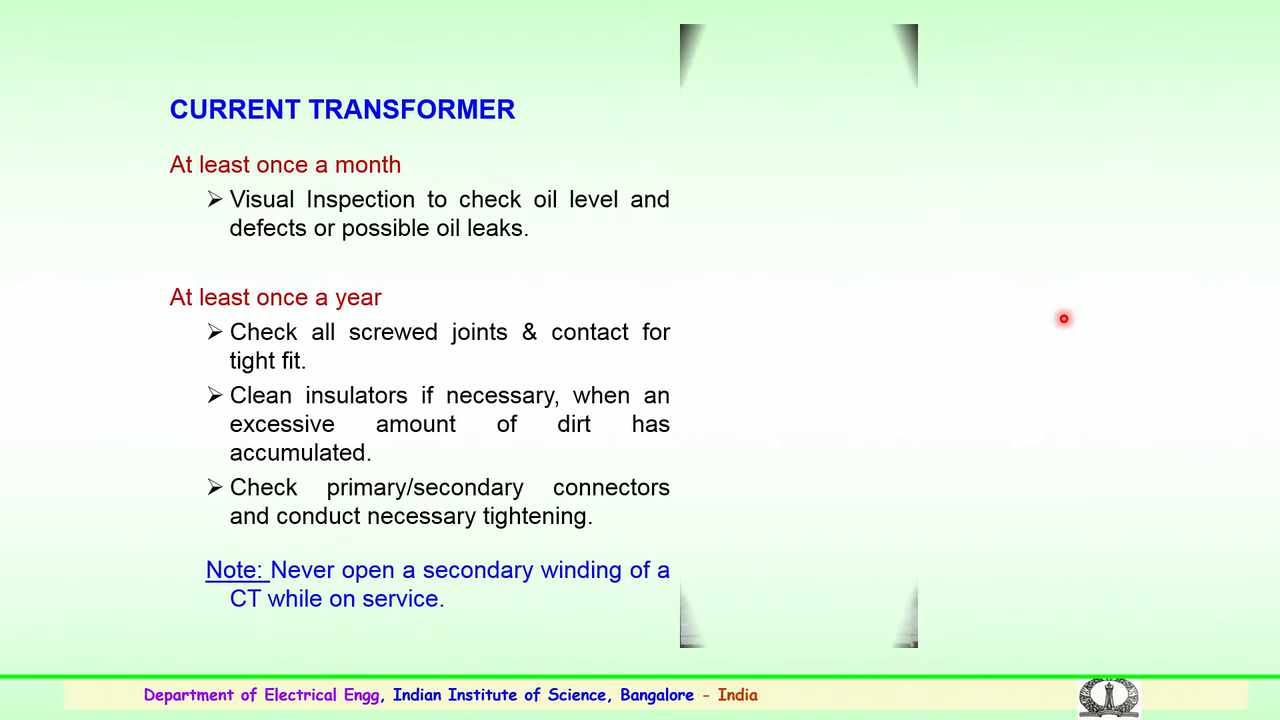 CURRENT TRANSFORMER
At least once a month
Visual Inspection to check oil level and
defects or possible oil leaks.
At least once a year
Check all screwed joints & contact for
tight fit.
Clean insulators if necessary, when an
excessive amount of dirt has
accumulated.
Check primary/secondary connectors
and conduct necessary tightening.
Note: Never open a secondary winding of a
CT while on service.
Department of Electrical Engg, Indian Institute of Science, Bangalore - India